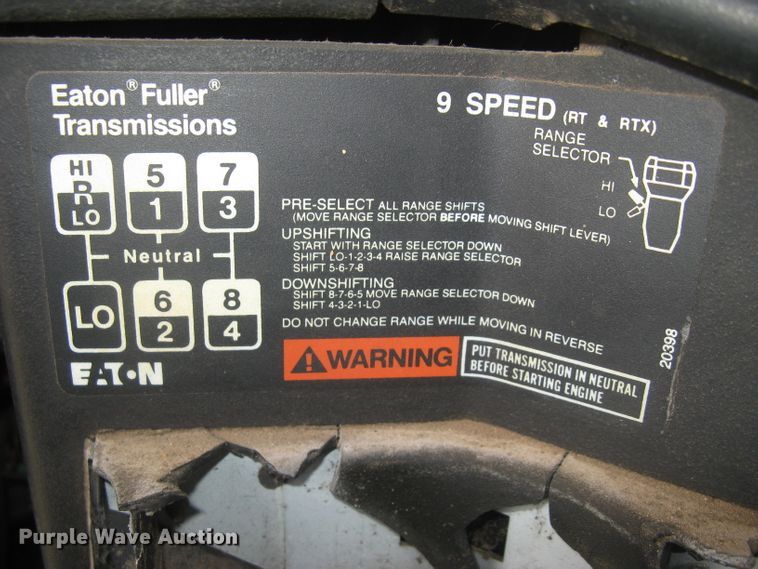 Eaton® Fuller®
Transmissions
9 SPEED (RT & RTX)
RANGE
SELECTOR
HI
LO
HI 5 7
R
LO 1 3
Neutral
LO 6 8
2 4
EATON
PRE-SELECT ALL RANGE SHIFTS
(MOVE RANGE SELECTOR BEFORE MOVING SHIFT LEVER)
UPSHIFTING
START WITH RANGE SELECTOR DOWN
SHIFT LO-1-2-3-4 RAISE RANGE SELECTOR
SHIFT 5-6-7-8
DOWNSHIFTING
SHIFT 8-7-6-5 MOVE RANGE SELECTOR DOWN
SHIFT 4-3-2-1-LO
DO NOT CHANGE RANGE WHILE MOVING IN REVERSE
WARNING
PUT TRANSMISSION IN NEUTRAL
BEFORE STARTING ENGINE
20398
Purple Wave Auction